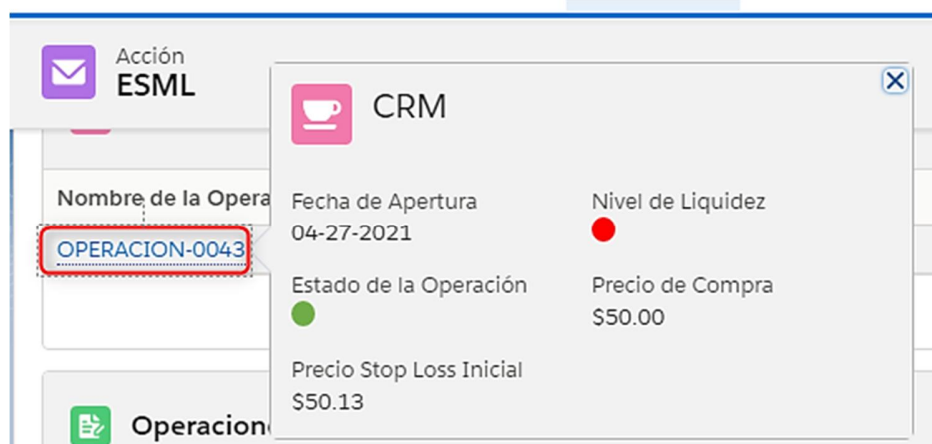 Acción
ESML
CRM
Nombre de la Opera
Fecha de Apertura
04-27-2021
Nivel de Liquidez
OPERACION-0043
Estado de la Operación
Precio de Compra
$50.00
Precio Stop Loss Inicial
$50.13
Operacion